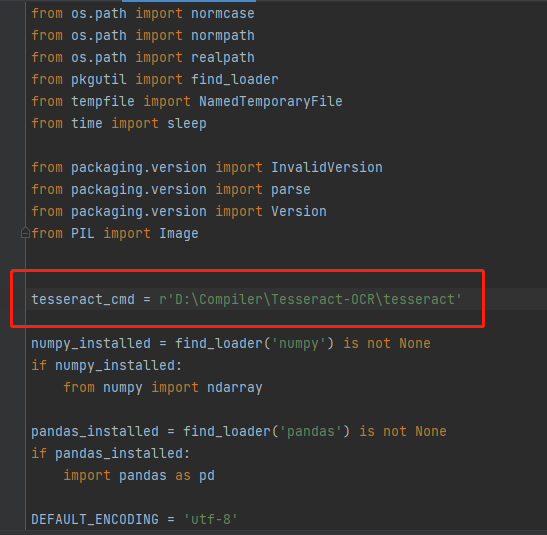 from os.path import normcase
from os.path import normpath
from os.path import realpath
from pkgutil import find_loader
from tempfile import NamedTemporaryFile
from time import sleep
from packaging.version import InvalidVersion
from packaging.version import parse
from packaging.version import Version
from PIL import Image
tesseract_cmd = r'D:\Compiler\Tesseract-OCR\tesseract'
numpy_installed = find_loader('numpy') is not None
if numpy_installed:
    from numpy import ndarray
pandas_installed = find_loader('pandas') is not None
if pandas_installed:
    import pandas as pd
DEFAULT_ENCODING = 'utf-8'